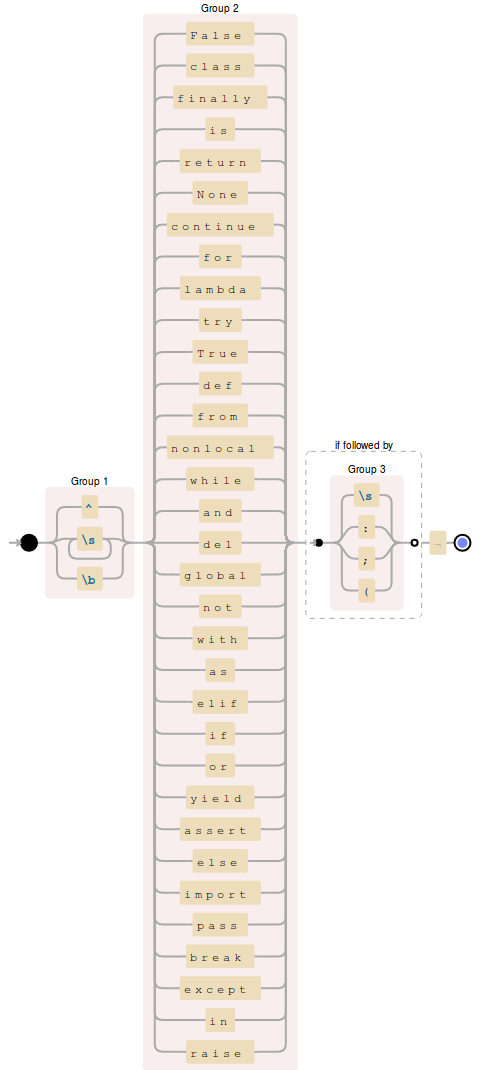 Group 2
False
class
finally
is
return
None
continue
for
lambda
try
True
def
from
nonlocal
while
and
del
global
not
with
as
elif
if
or
yield
assert
else
import
pass
break
except
in
raise
Group 1
^
\s
\b
if followed by
Group 3
\s
:
;
(